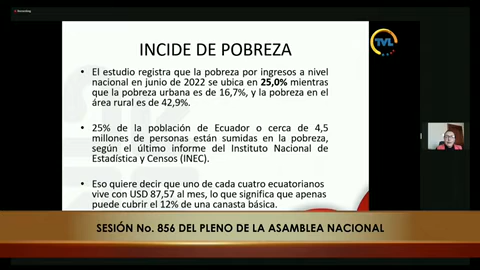 TVL
INCIDE DE POBREZA
• El estudio registra que la pobreza por ingresos a nivel
nacional en junio de 2022 se ubica en 25,0% mientras
que la pobreza urbana es de 16,7%, y la pobreza en el
área rural es de 42,9%.
• 25% de la población de Ecuador o cerca de 4,5
millones de personas están sumidas en la pobreza,
según el último informe del Instituto Nacional de
Estadística y Censos (INEC).
• Eso quiere decir que uno de cada cuatro ecuatorianos
vive con USD 87,57 al mes, lo que significa que apenas
puede cubrir el 12% de una canasta básica.
SESIÓN No. 856 DEL PLENO DE LA ASAMBLEA NACIONAL